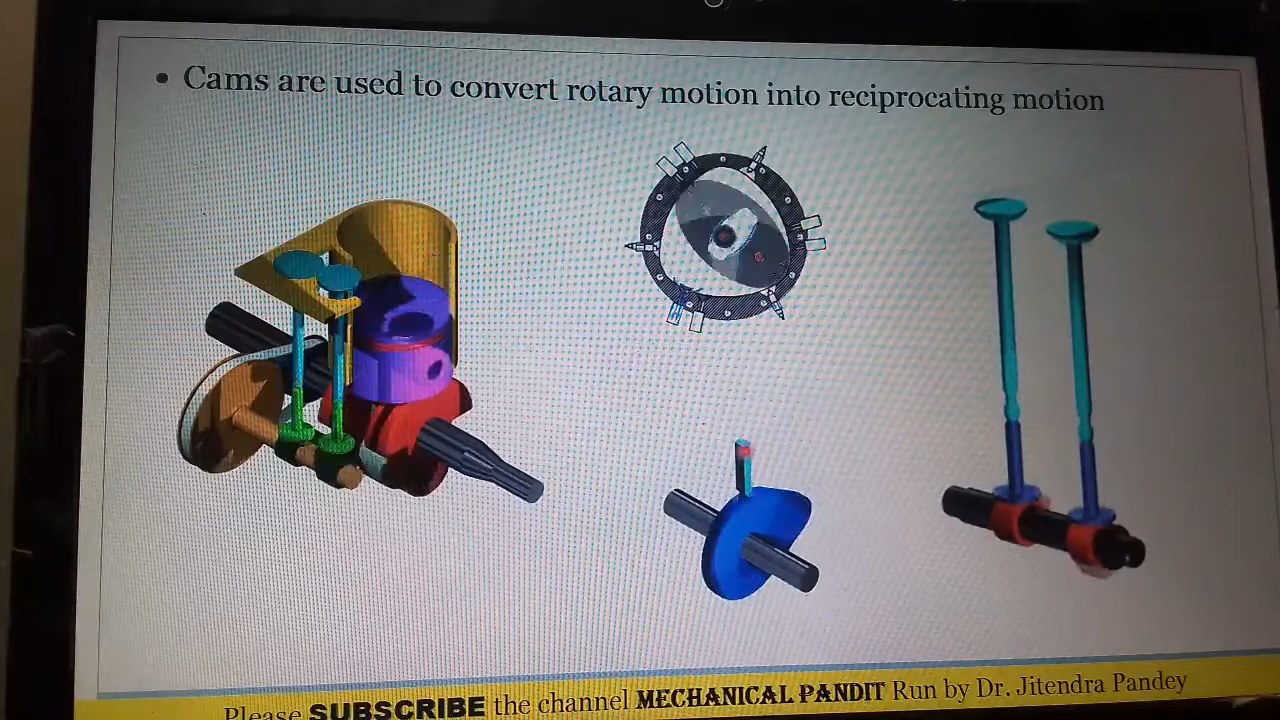 • Cams are used to convert rotary motion into reciprocating motion
Please SUBSCRIBE the channel MECHANICAL PANDIT Run by Dr. Jitendra Pandey